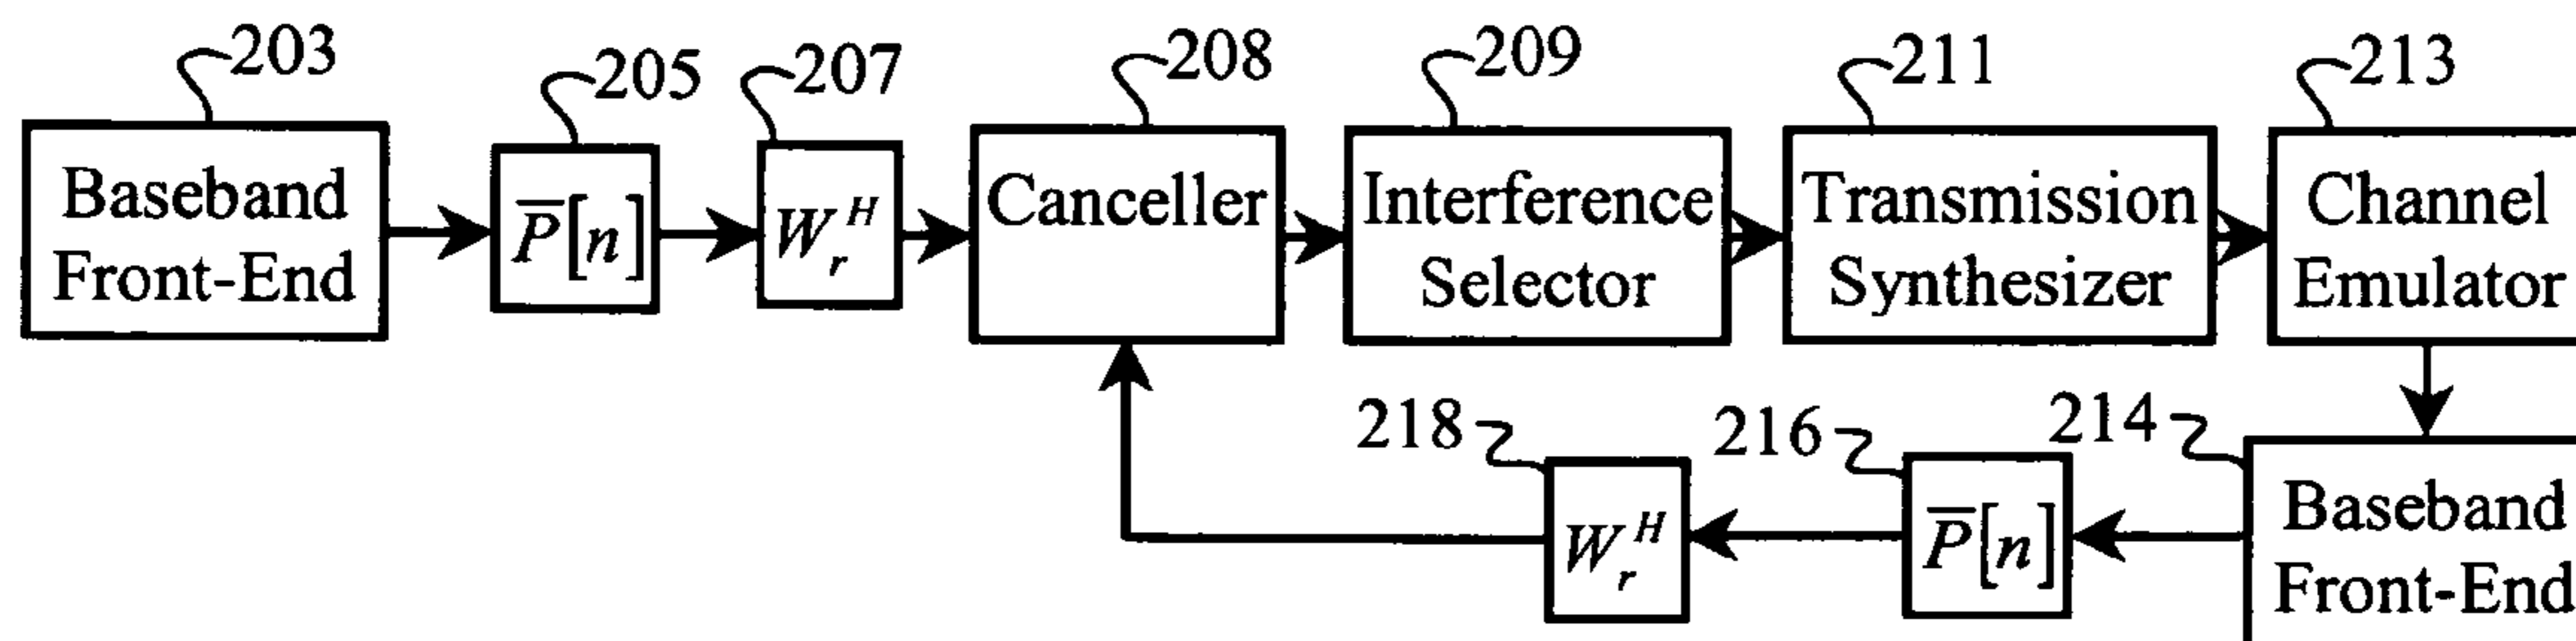 203
205
207
208
209
211
213
Baseband
Front-End
P̅[n]
W_r^H
Canceller
Interference
Selector
Transmission
Synthesizer
Channel
Emulator
218
216
214
W_r^H
P̅[n]
Baseband
Front-End